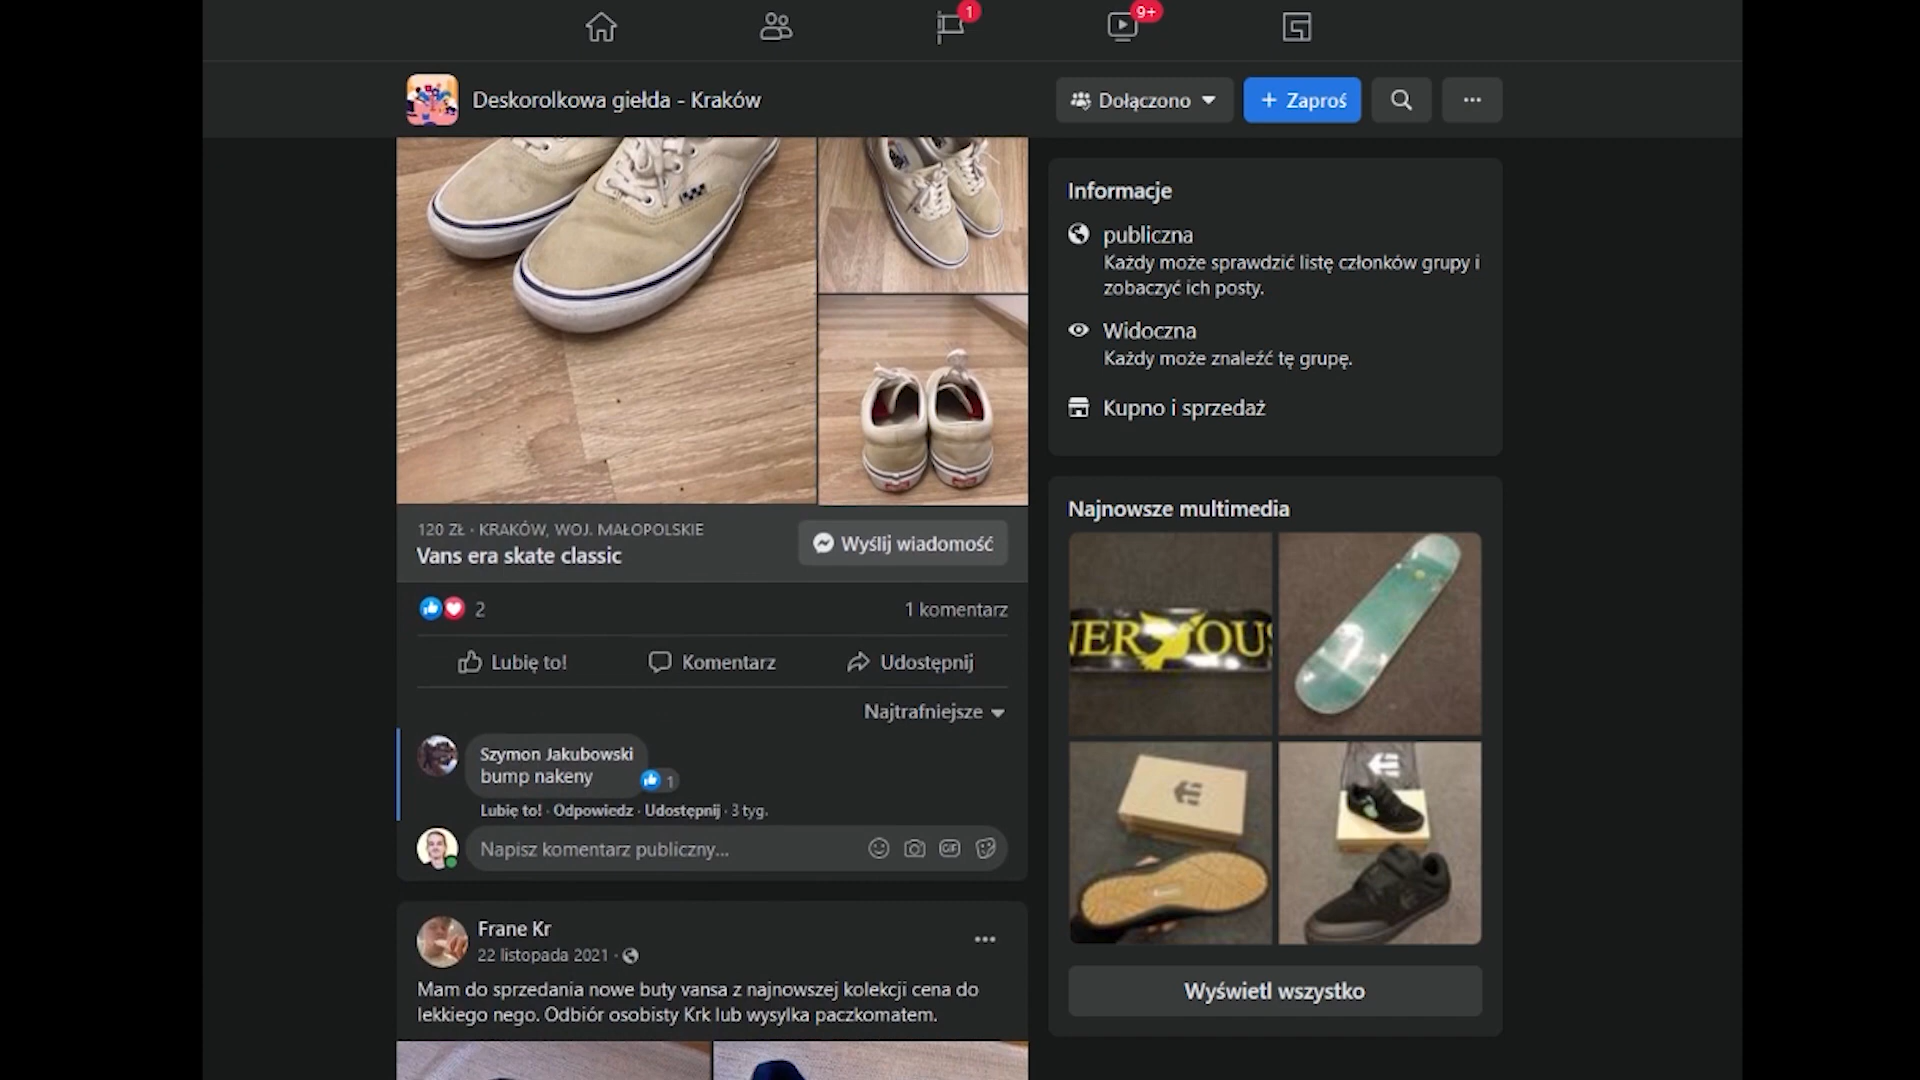 1
9+
Deskorolkowa giełda - Kraków
Dołączono
+ Zaproś
120 ZŁ · KRAKÓW, WOJ. MAŁOPOLSKIE
Vans era skate classic
Wyślij wiadomość
2
1 komentarz
Lubię to!
Komentarz
Udostępnij
Najtrafniejsze
Szymon Jakubowski
bump nakeny
1
Lubię to! · Odpowiedz · Udostępnij · 3 tyg.
Napisz komentarz publiczny...
GIF
Frane Kr
22 listopada 2021 ·
Mam do sprzedania nowe buty vansa z najnowszej kolekcji cena do
lekkiego nego. Odbiór osobisty Krk lub wysylka paczkomatem.
Informacje
publiczna
Każdy może sprawdzić listę członków grupy i
zobaczyć ich posty.
Widoczna
Każdy może znaleźć tę grupę.
Kupno i sprzedaż
Najnowsze multimedia
NERVOUS
Wyświetl wszystko